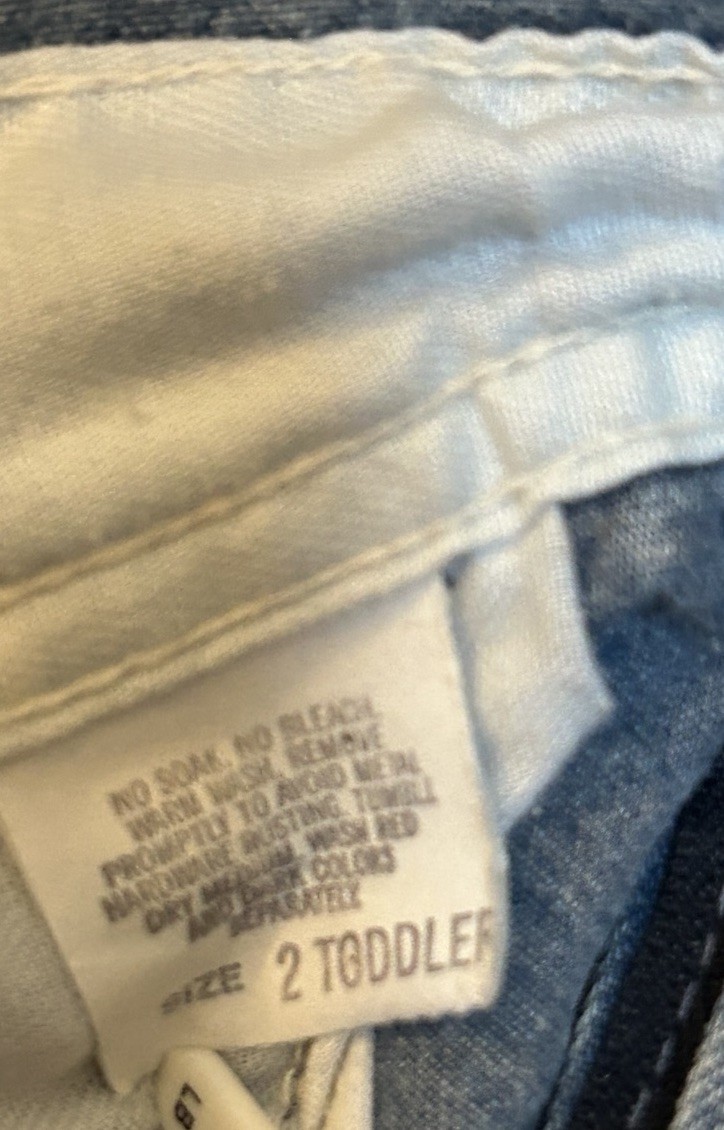 NO SOAK. NO BLEACH.
WARM WASH. REMOVE
PROMPTLY TO AVOID METAL
HARDWARE RUSTING. TUMBLE
DRY MEDIUM. WASH RED
AND DARK COLORS
SEPARATELY.
SIZE 2 TODDLER